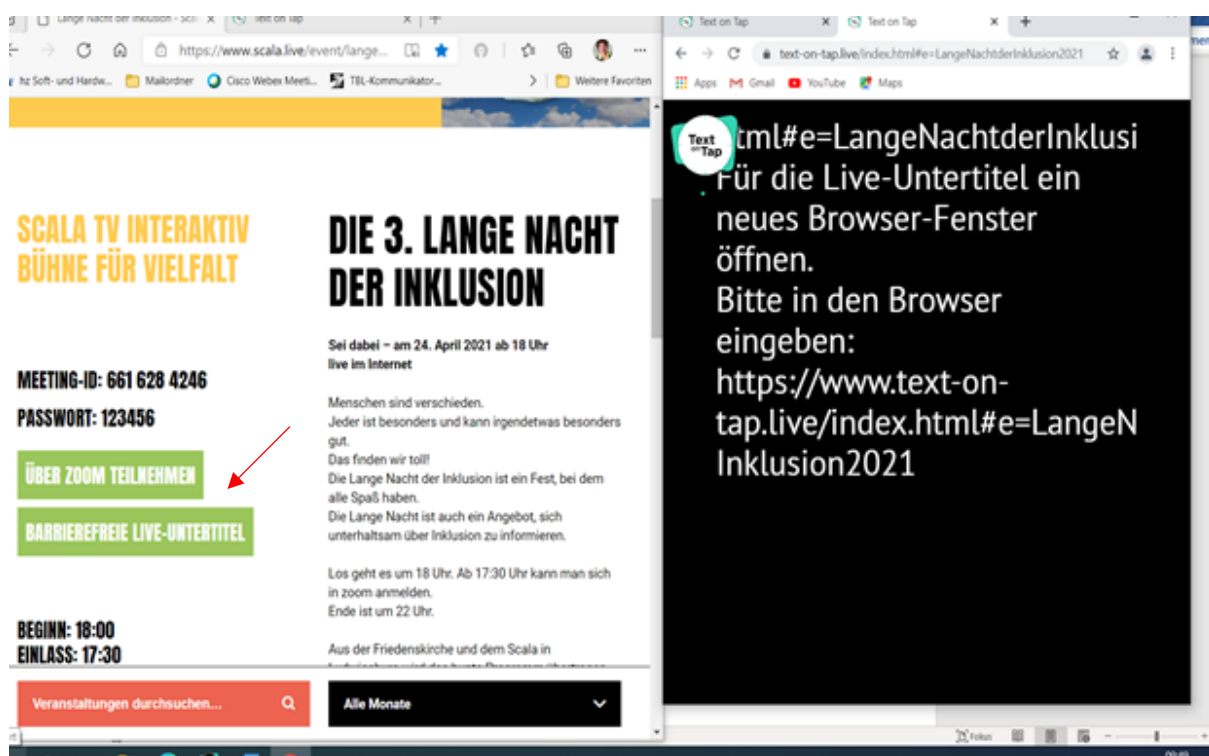 Lange Nacht der Inklusion - Scal
Text on Tap
https://www.scala.live/event/lange...
hz Soft- und Hardw...
Mailordner
Cisco Webex Meeti...
TBL-Kommunikator...
Weitere Favoriten
SCALA TV INTERAKTIV
BÜHNE FÜR VIELFALT
MEETING-ID: 661 628 4246
PASSWORT: 123456
ÜBER ZOOM TEILNEHMEN
BARRIEREFREIE LIVE-UNTERTITEL
BEGINN: 18:00
EINLASS: 17:30
DIE 3. LANGE NACHT
DER INKLUSION
Sei dabei – am 24. April 2021 ab 18 Uhr
live im Internet
Menschen sind verschieden.
Jeder ist besonders und kann irgendetwas besonders
gut.
Das finden wir toll!
Die Lange Nacht der Inklusion ist ein Fest, bei dem
alle Spaß haben.
Die Lange Nacht ist auch ein Angebot, sich
unterhaltsam über Inklusion zu informieren.
Los geht es um 18 Uhr. Ab 17:30 Uhr kann man sich
in zoom anmelden.
Ende ist um 22 Uhr.
Aus der Friedenskirche und dem Scala in
Veranstaltungen durchsuchen...
Alle Monate
Text on Tap
Text on Tap
text-on-tap.live/index.html#e=LangeNachtderInklusion2021
Apps
Gmail
YouTube
Maps
Text
on Tap
tml#e=LangeNachtderInklusi
Für die Live-Untertitel ein
neues Browser-Fenster
öffnen.
Bitte in den Browser
eingeben:
https://www.text-on-
tap.live/index.html#e=LangeN
Inklusion2021
Fokus